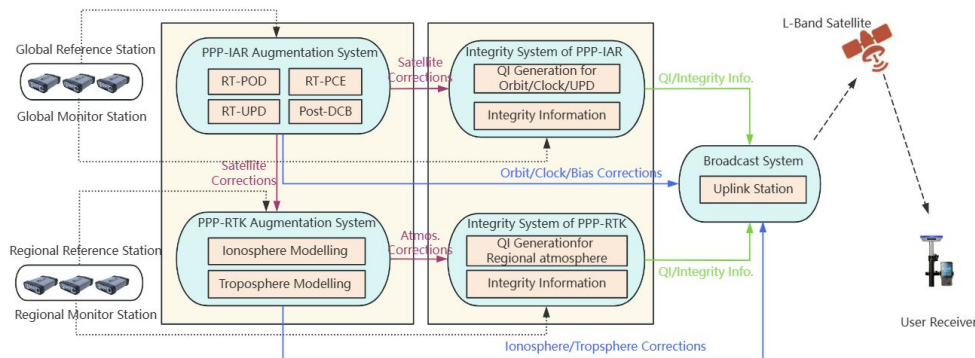 L-Band Satellite
Global Reference Station
Global Monitor Station
PPP-IAR Augmentation System
RT-POD
RT-PCE
RT-UPD
Post-DCB
Satellite
Corrections
Integrity System of PPP-IAR
QI Generation for
Orbit/Clock/UPD
Integrity Information
QI/Integrity Info.
Satellite
Corrections
Orbit/Clock/Bias Corrections
Broadcast System
Uplink Station
Regional Reference Station
Regional Monitor Station
PPP-RTK Augmentation System
Ionosphere Modelling
Troposphere Modelling
Atmos.
Corrections
Integrity System of PPP-RTK
QI Generationfor
Regional atmosphere
Integrity Information
QI/Integrity Info.
User Receiver
Ionosphere/Tropsphere Corrections